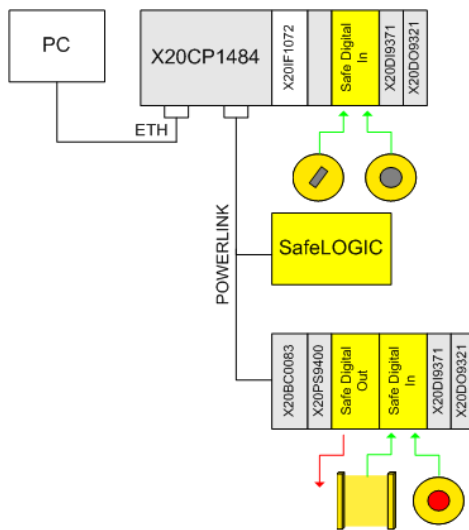 PC
X20CP1484
X20IF1072
Safe Digital
In
X20DI9371
X20DO9321
ETH
POWERLINK
SafeLOGIC
X20BC0083
X20PS9400
Safe Digital
Out
Safe Digital
In
X20DI9371
X20DO9321